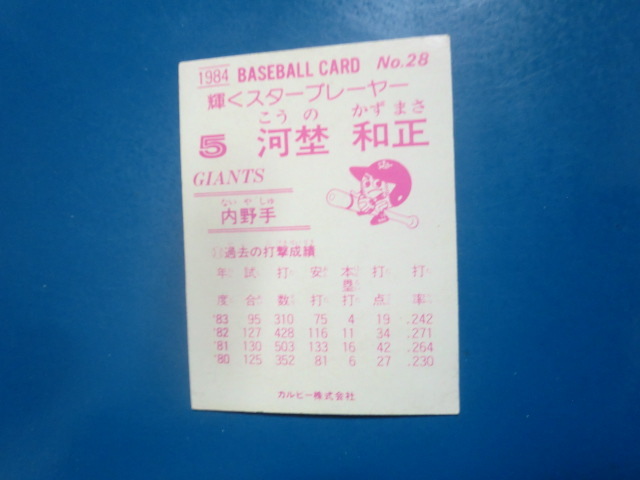 1984 BASEBALL CARD No.28
輝くスタープレーヤー
こうの かずまさ
5 河埜 和正
GIANTS
ないやしゅ
内野手
過去の打撃成績
年度 試合 打数 安打 本塁打 打点 打率
'83 95 310 75 4 19 .242
'82 127 428 116 11 34 .271
'81 130 503 133 16 42 .264
'80 125 352 81 6 27 .230
カルビー株式会社